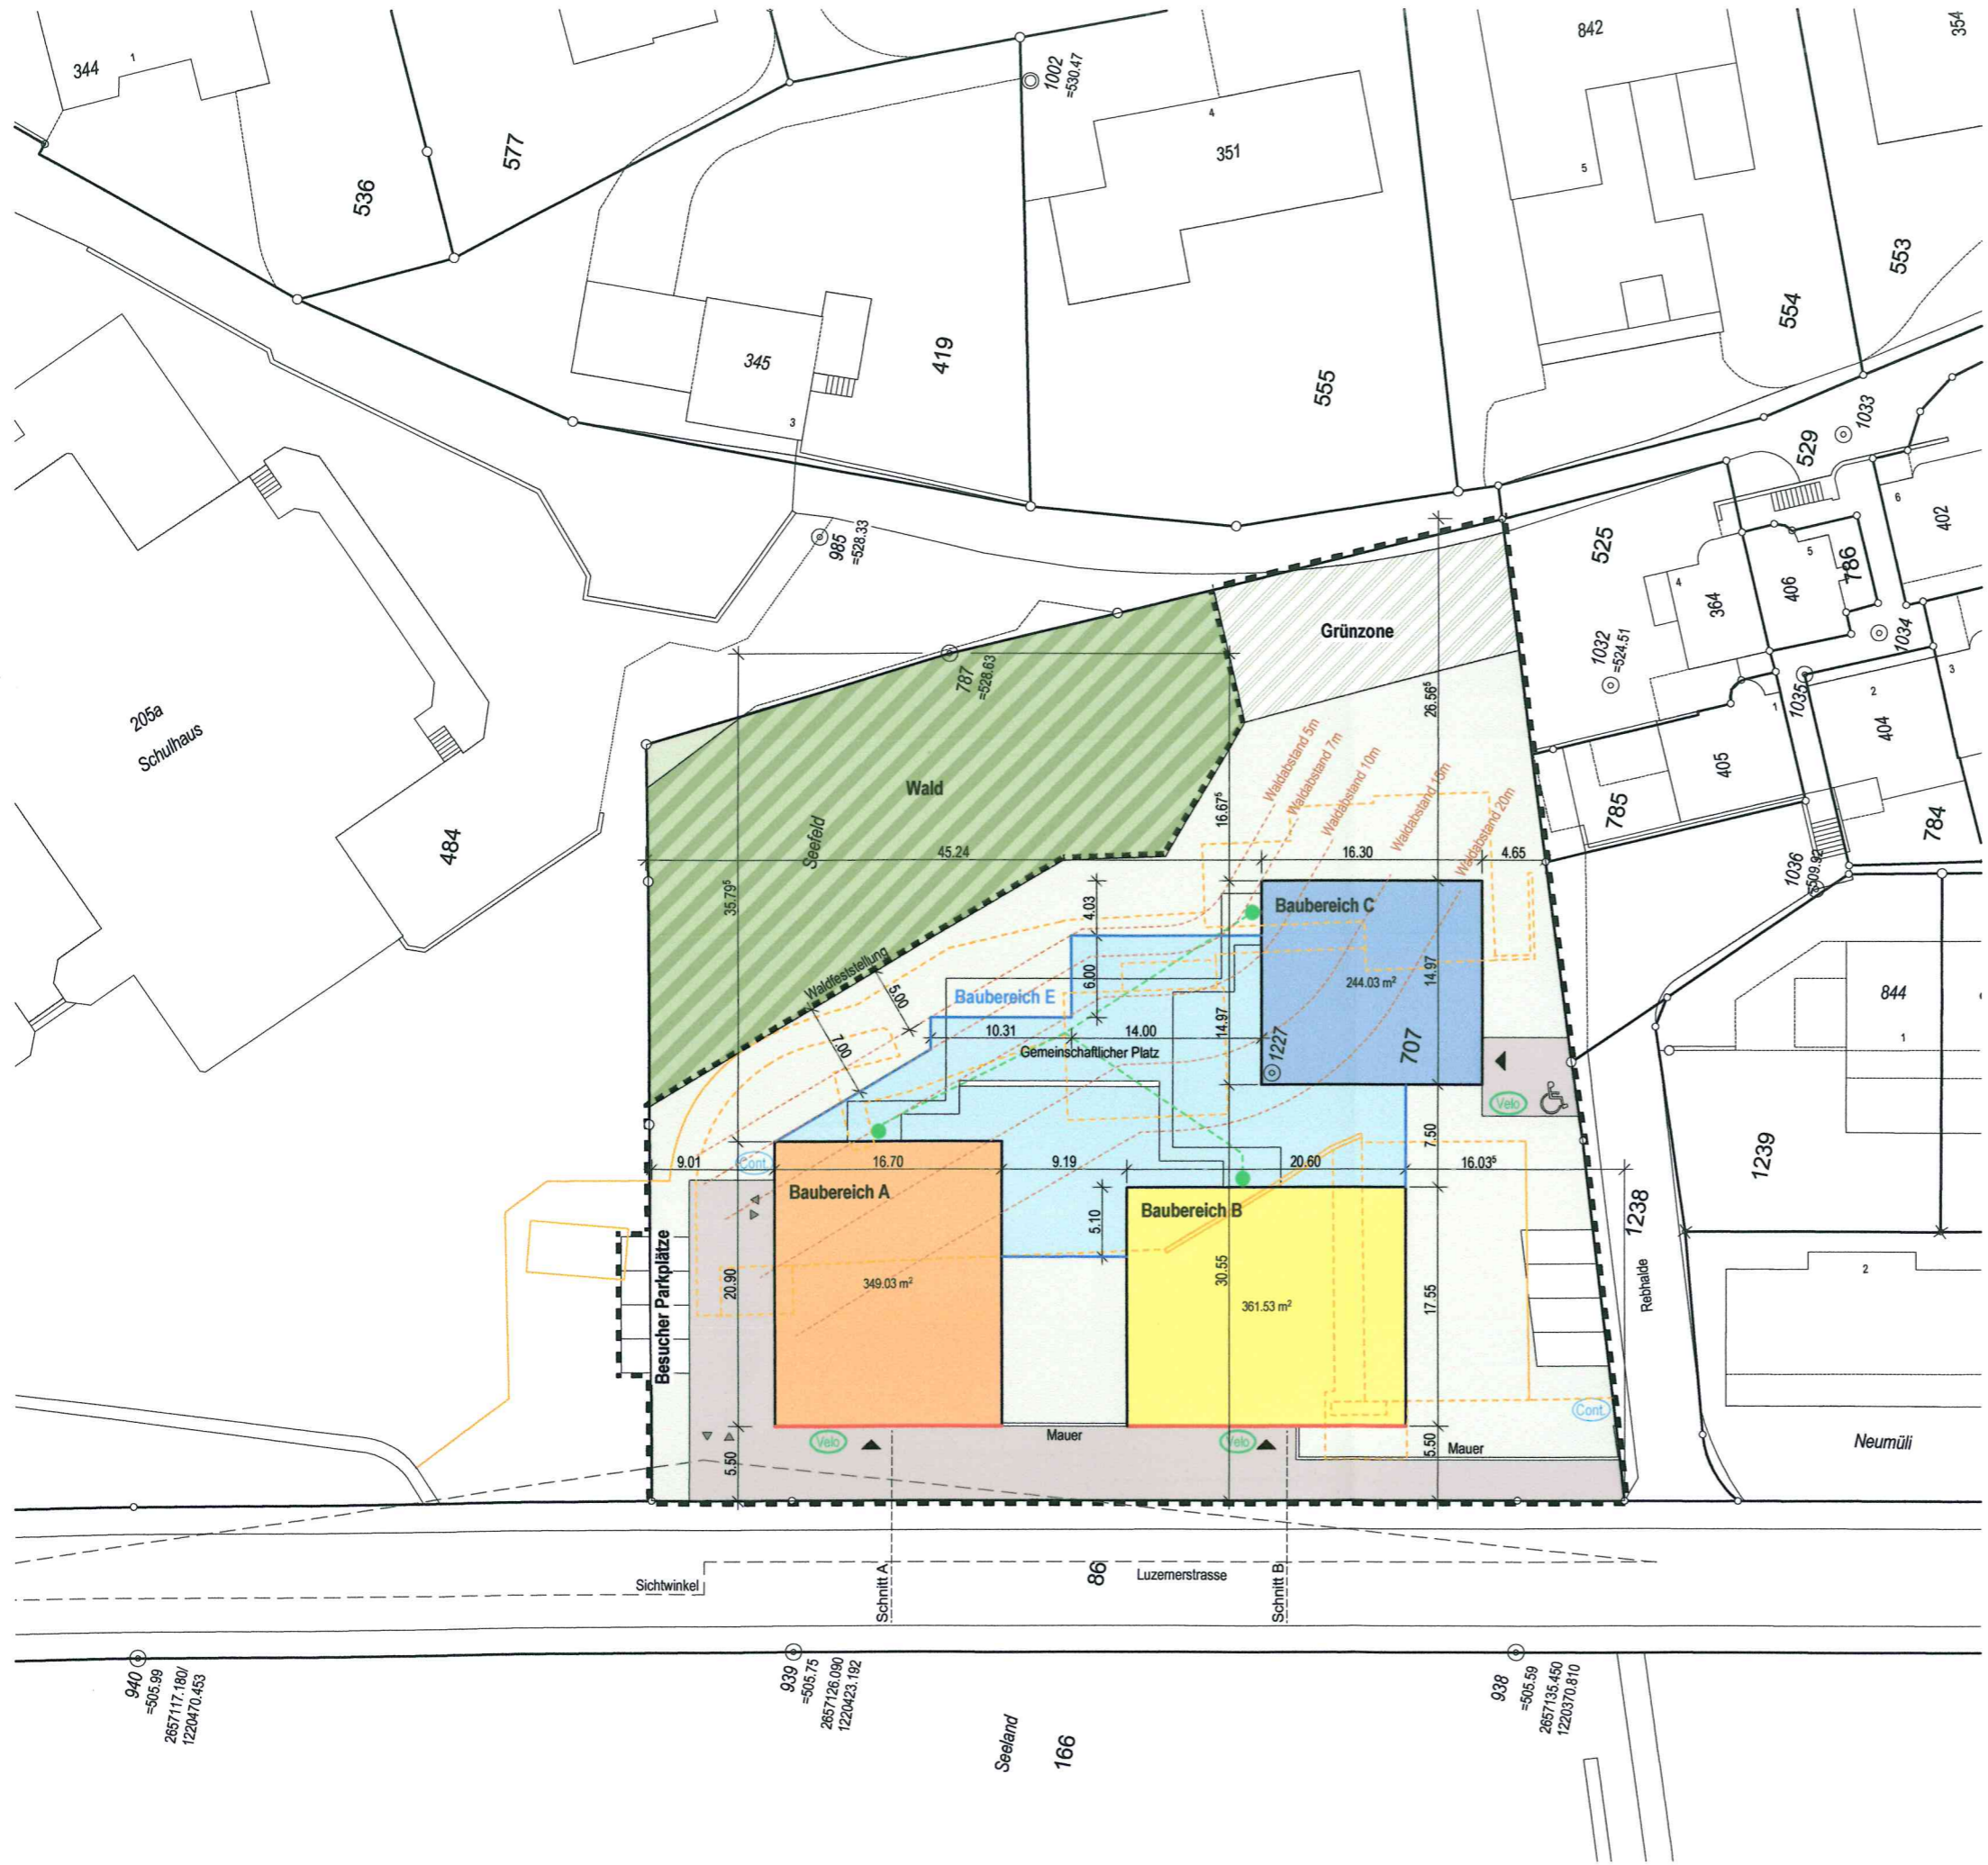 344
1
577
536
1002
=530.47
4
351
842
5
354
553
554
345
3
419
555
1033
529
6
402
985
=528.33
525
5
786
406
4
364
1034
Grünzone
1032
=524.51
787
=528.63
205a
Schulhaus
26.56⁵
1
1035
2
3
404
405
Waldabstand 5m
Waldabstand 7m
Waldabstand 10m
Waldabstand 15m
Waldabstand 20m
Wald
Seefeld
484
785
784
16.67⁵
45.24
16.30
4.65
1036
35.79⁵
4.03
Baubereich C
Waldfeststellung
5.00
Baubereich E
6.00
244.03 m²
14.97
844
1
7.00
10.31
14.00
14.97
Gemeinschaftlicher Platz
1227
707
Velo
7.50
1239
9.01
Cont.
16.70
9.19
20.60
16.03⁵
Baubereich A
Baubereich B
5.10
1238
Besucher Parkplätze
20.90
349.03 m²
30.55
361.53 m²
17.55
Rebhalde
2
Cont.
Velo
Mauer
Velo
5.50
5.50
Mauer
Neumüli
Sichtwinkel
Schnitt A
86
Luzernerstrasse
Schnitt B
940
=505.99
2657117.180/
1220470.453
939
=505.75
2657126.090
1220423.192
938
=505.59
2657135.450
1220370.810
Seeland
166